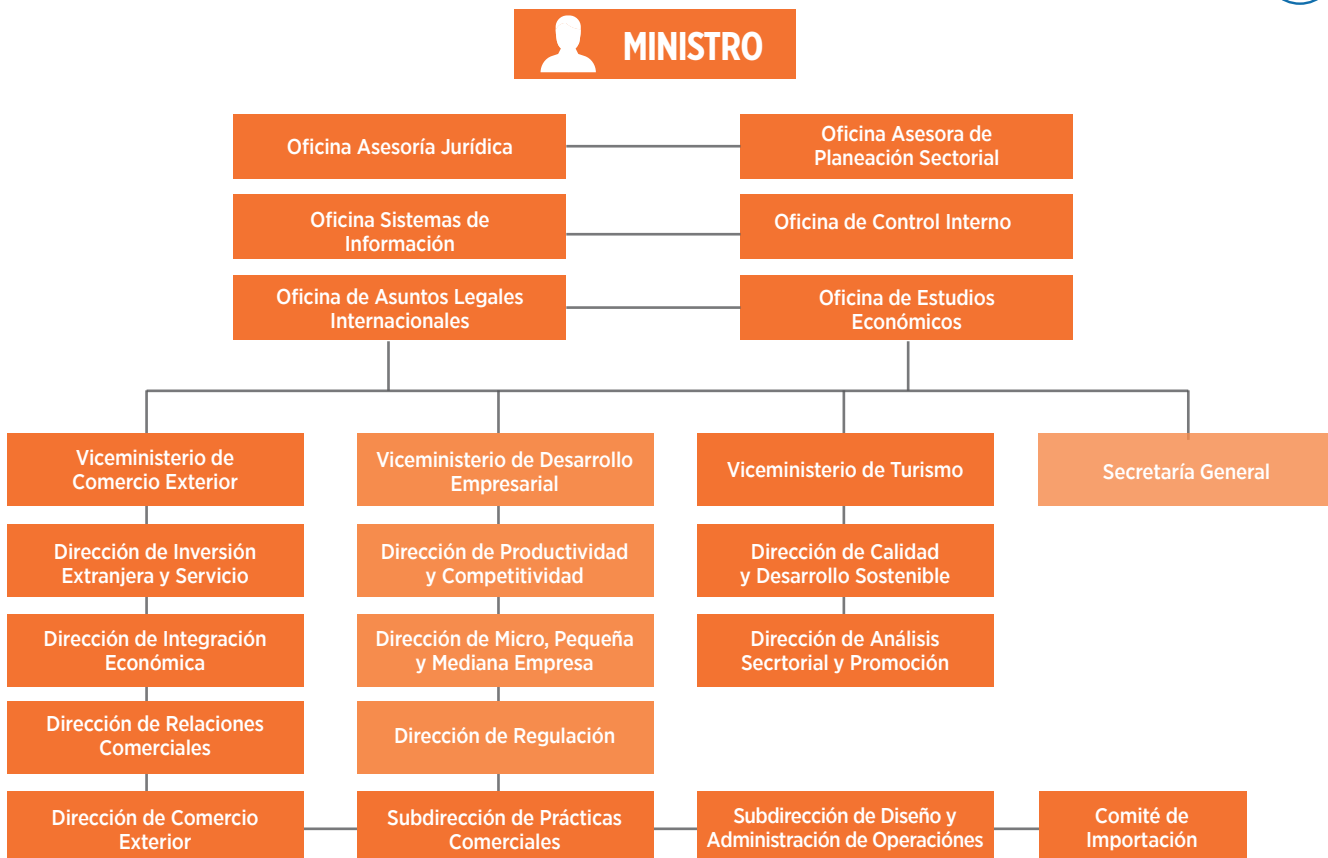 MINISTRO
Oficina Asesoría Jurídica
Oficina Asesora de
Planeación Sectorial
Oficina Sistemas de
Información
Oficina de Control Interno
Oficina de Asuntos Legales
Internacionales
Oficina de Estudios
Económicos
Viceministerio de
Comercio Exterior
Viceministerio de Desarrollo
Empresarial
Viceministerio de Turismo
Secretaría General
Dirección de Inversión
Extranjera y Servicio
Dirección de Productividad
y Competitividad
Dirección de Calidad
y Desarrollo Sostenible
Dirección de Integración
Económica
Dirección de Micro, Pequeña
y Mediana Empresa
Dirección de Análisis
Secrtorial y Promoción
Dirección de Relaciones
Comerciales
Dirección de Regulación
Dirección de Comercio
Exterior
Subdirección de Prácticas
Comerciales
Subdirección de Diseño y
Administración de Operaciónes
Comité de
Importación